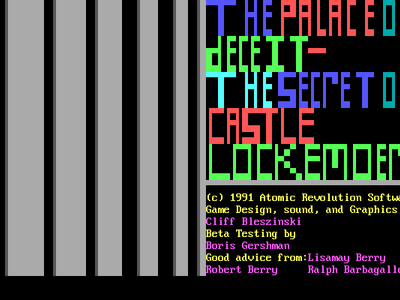 THE PALACE O
dECEIT-
THE SECrET O
CASTLE
LOCKEMOEr
(c) 1991 Atomic Revolution Softw
Game Design, sound, and Graphics
Cliff Bleszinski
Beta Testing by
Boris Gershman
Good advice from:Lisamay Berry
Robert Berry Ralph Barbagallo